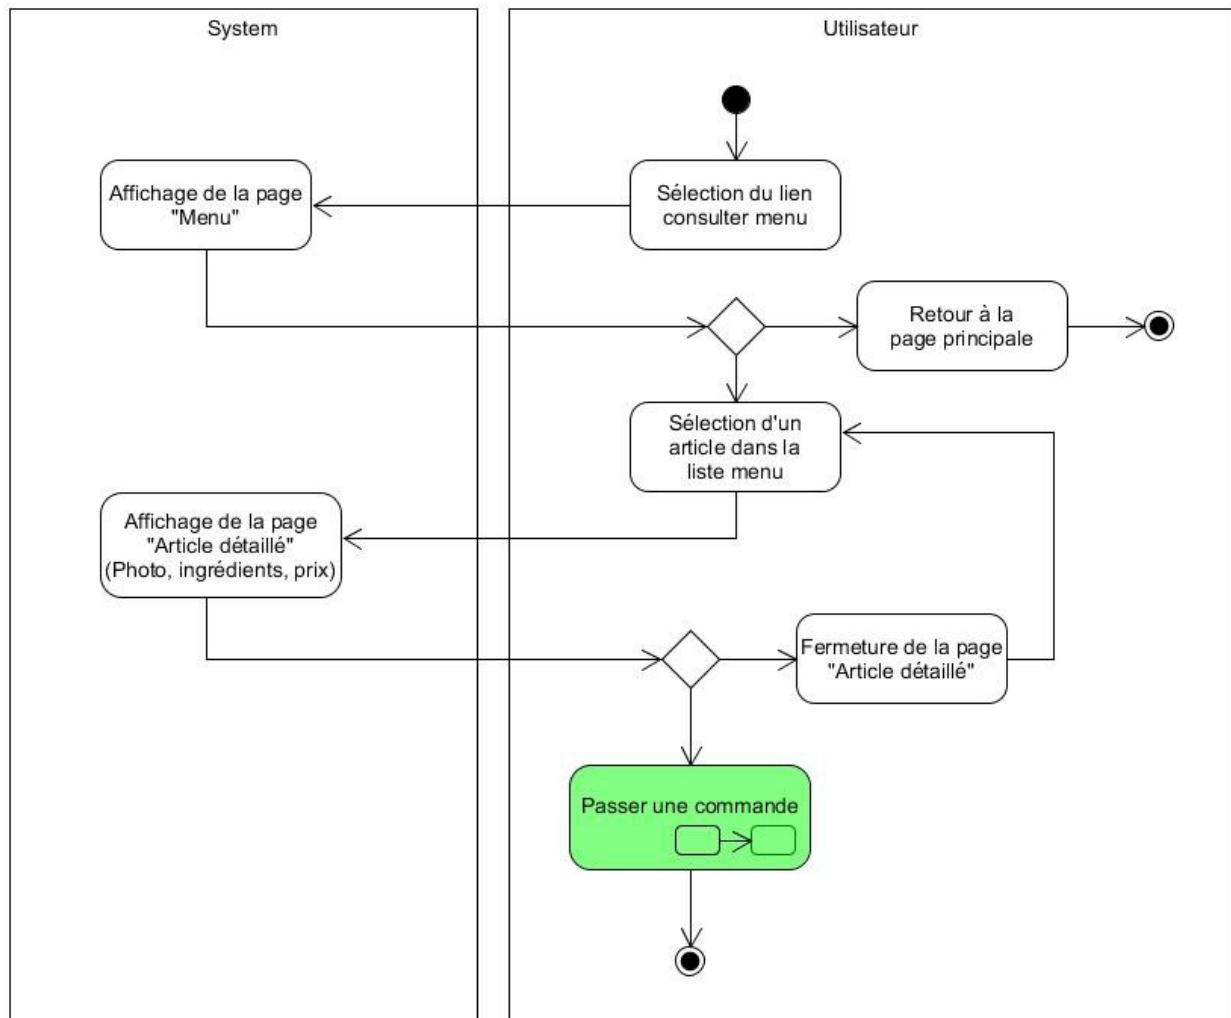 System
Utilisateur
Affichage de la page
"Menu"
Sélection du lien
consulter menu
Retour à la
page principale
Sélection d'un
article dans la
liste menu
Affichage de la page
"Article détaillé"
(Photo, ingrédients, prix)
Fermeture de la page
"Article détaillé"
Passer une commande